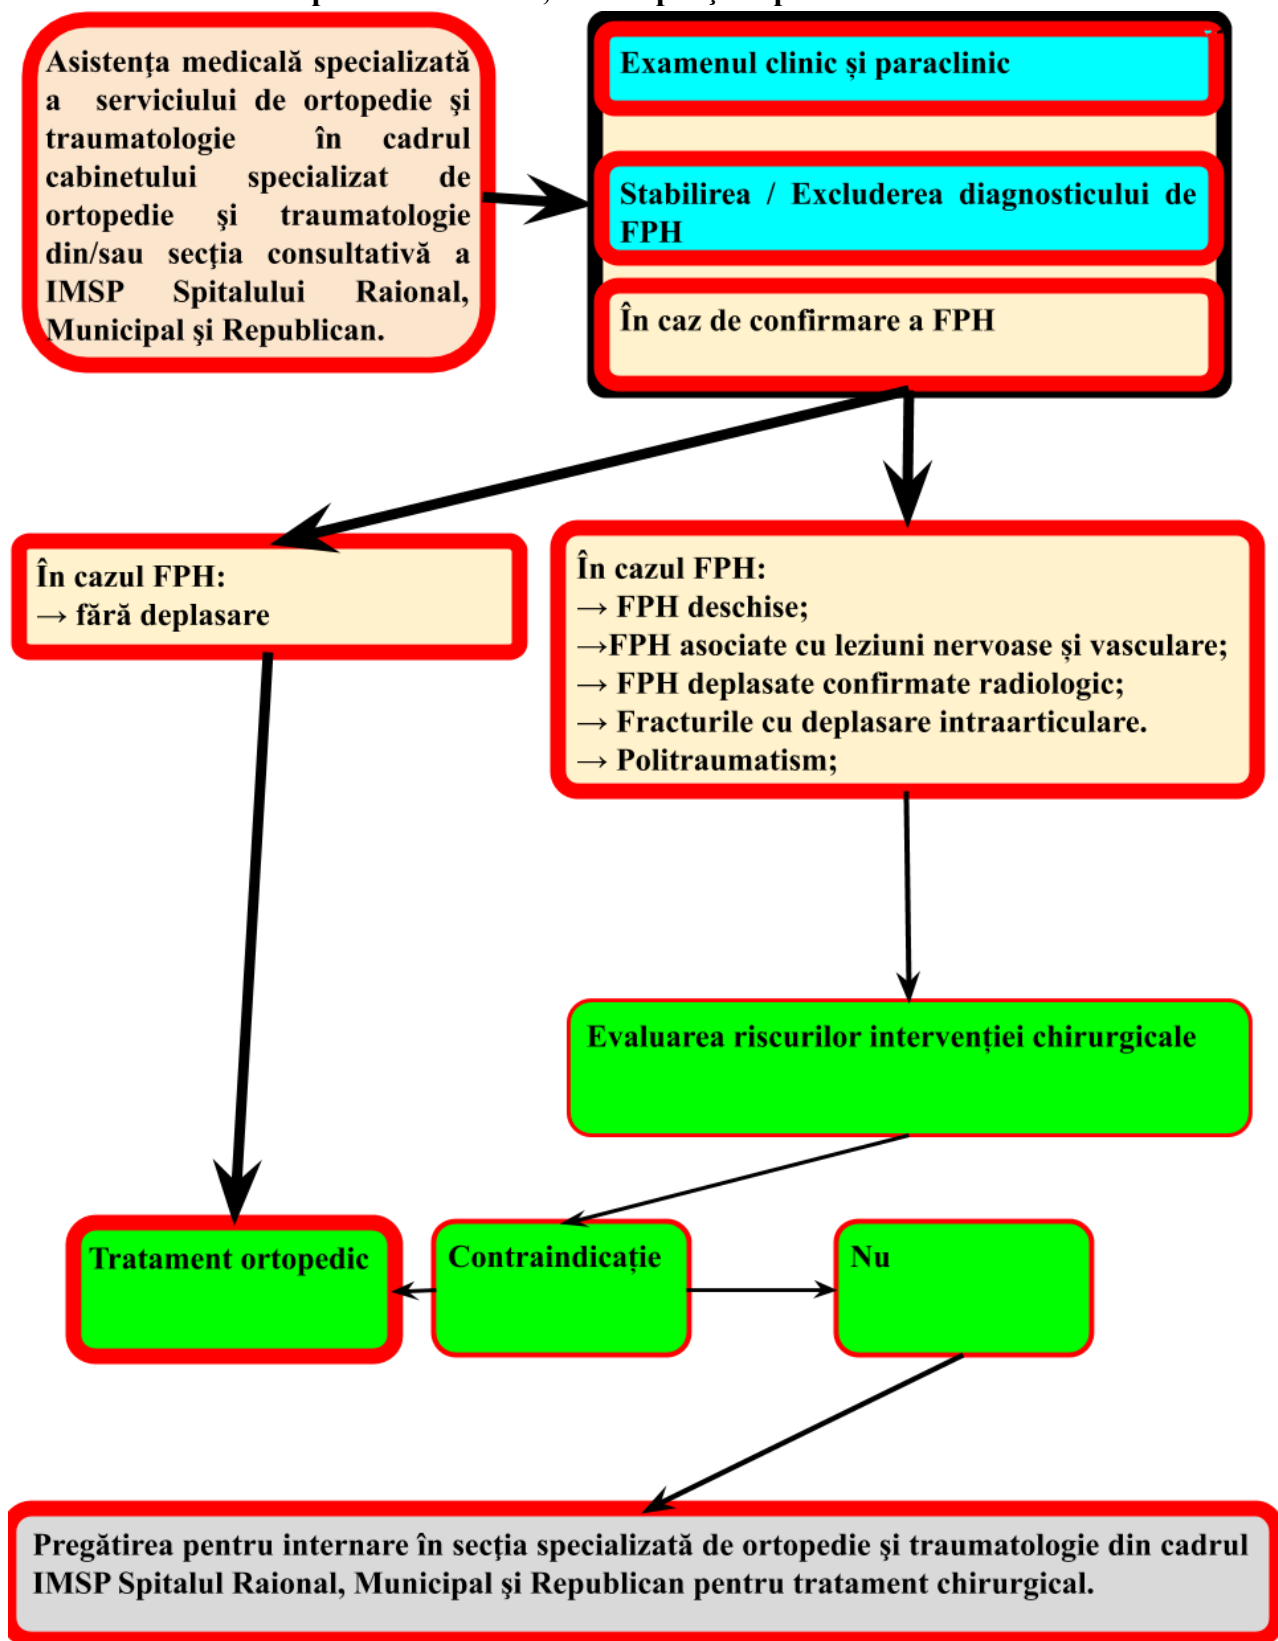 Asistenţa medicală specializată
a serviciului de ortopedie şi
traumatologie în cadrul
cabinetului specializat de
ortopedie şi traumatologie
din/sau secţia consultativă a
IMSP Spitalului Raional,
Municipal şi Republican.
Examenul clinic și paraclinic
Stabilirea / Excluderea diagnosticului de
FPH
În caz de confirmare a FPH
În cazul FPH:
→ fără deplasare
În cazul FPH:
→ FPH deschise;
→FPH asociate cu leziuni nervoase și vasculare;
→ FPH deplasate confirmate radiologic;
→ Fracturile cu deplasare intraarticulare.
→ Politraumatism;
Evaluarea riscurilor intervenției chirurgicale
Tratament ortopedic
Contraindicație
Nu
Pregătirea pentru internare în secţia specializată de ortopedie şi traumatologie din cadrul
IMSP Spitalul Raional, Municipal şi Republican pentru tratament chirurgical.